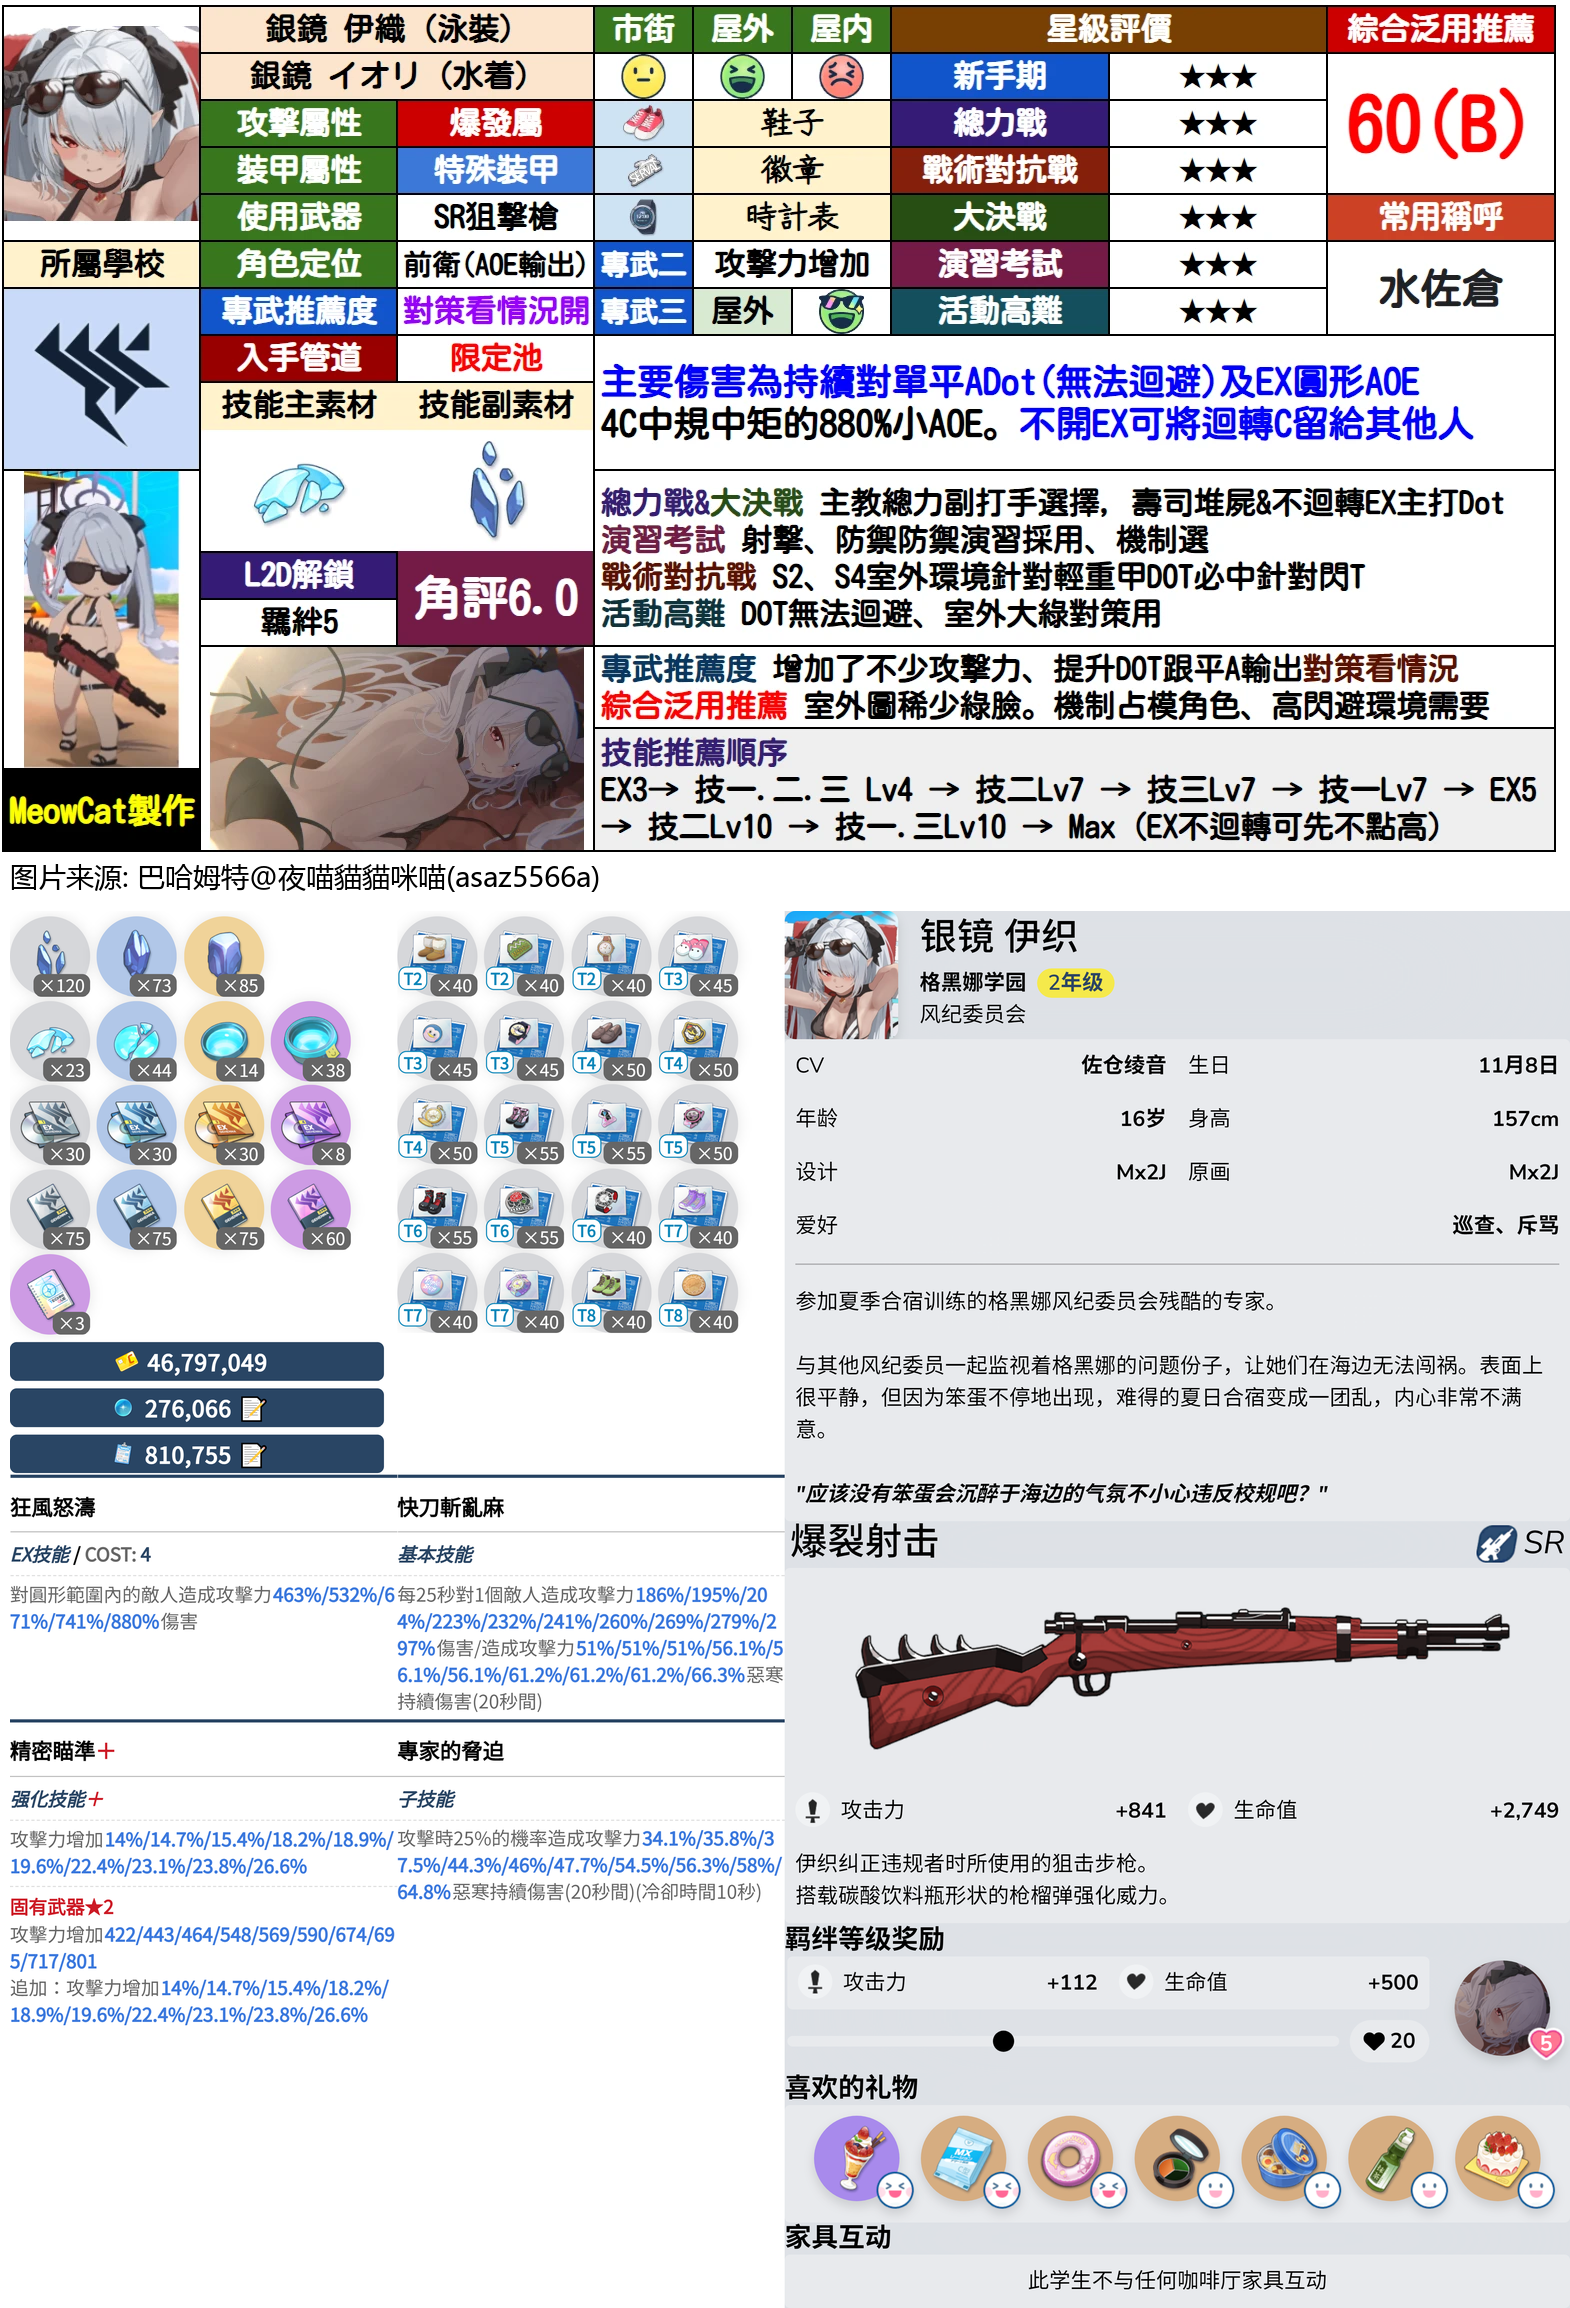 銀鏡 伊織（泳裝）
市街 屋外 屋內 星級評價 綜合泛用推薦
銀鏡 イオリ（水着）
新手期 ★★★
60(B)
攻擊屬性 爆發屬 鞋子 總力戰 ★★★
裝甲屬性 特殊裝甲 徽章 戰術對抗戰 ★★★
使用武器 SR狙擊槍 時計表 大決戰 ★★★ 常用稱呼
所屬學校 角色定位 前衛(AOE輸出) 專武二 攻擊力增加 演習考試 ★★★
水佐倉
專武推薦度 對策看情況開 專武三 屋外 活動高難 ★★★
入手管道 限定池
技能主素材 技能副素材
主要傷害為持續對單平ADot(無法迴避)及EX圓形AOE
4C中規中矩的880%小AOE。不開EX可將迴轉C留給其他人
總力戰&大決戰 主教總力副打手選擇, 壽司堆屍&不迴轉EX主打Dot
演習考試 射擊、防禦防禦演習採用、機制選
戰術對抗戰 S2、S4室外環境針對輕重甲DOT必中針對閃T
活動高難 DOT無法迴避、室外大綠對策用
L2D解鎖
角評6.0
羈絆5
專武推薦度 增加了不少攻擊力、提升DOT跟平A輸出對策看情況
綜合泛用推薦 室外圖稀少綠臉。機制占模角色、高閃避環境需要
技能推薦順序
EX3→ 技一.二.三 Lv4 → 技二Lv7 → 技三Lv7 → 技一Lv7 → EX5
→ 技二Lv10 → 技一.三Lv10 → Max (EX不迴轉可先不點高)
MeowCat製作
图片来源: 巴哈姆特@夜喵貓貓咪喵(asaz5566a)
×120 ×73 ×85
×23 ×44 ×14 ×38
EX ×30 EX ×30 EX ×30 EX ×8
×75 ×75 ×75 ×60
×3
46,797,049
276,066
810,755
T2 ×40 T2 ×40 T2 ×40 T3 ×45
T3 ×45 T3 ×45 T4 ×50 T4 ×50
T4 ×50 T5 ×55 T5 ×55 T5 ×50
T6 ×55 T6 ×55 T6 ×40 T7 ×40
T7 ×40 T7 ×40 T8 ×40 T8 ×40
狂風怒濤
EX技能 / COST: 4
對圓形範圍內的敵人造成攻擊力463%/532%/6
71%/741%/880%傷害
快刀斬亂麻
基本技能
每25秒對1個敵人造成攻擊力186%/195%/20
4%/223%/232%/241%/260%/269%/279%/2
97%傷害/造成攻擊力51%/51%/51%/56.1%/5
6.1%/56.1%/61.2%/61.2%/61.2%/66.3%惡寒
持續傷害(20秒間)
精密瞄準+
强化技能+
攻擊力增加14%/14.7%/15.4%/18.2%/18.9%/
19.6%/22.4%/23.1%/23.8%/26.6%
固有武器★2
攻擊力增加422/443/464/548/569/590/674/69
5/717/801
追加：攻擊力增加14%/14.7%/15.4%/18.2%/
18.9%/19.6%/22.4%/23.1%/23.8%/26.6%
專家的脅迫
子技能
攻擊時25%的機率造成攻擊力34.1%/35.8%/3
7.5%/44.3%/46%/47.7%/54.5%/56.3%/58%/
64.8%惡寒持續傷害(20秒間)(冷卻時間10秒)
银镜 伊织
格黑娜学园 2年级
风纪委员会
CV 佐仓绫音 生日 11月8日
年龄 16岁 身高 157cm
设计 Mx2J 原画 Mx2J
爱好 巡查、斥骂
参加夏季合宿训练的格黑娜风纪委员会残酷的专家。
与其他风纪委员一起监视着格黑娜的问题份子，让她们在海边无法闯祸。表面上
很平静，但因为笨蛋不停地出现，难得的夏日合宿变成一团乱，内心非常不满
意。
"应该没有笨蛋会沉醉于海边的气氛不小心违反校规吧？"
爆裂射击 SR
攻击力 +841 生命值 +2,749
伊织纠正违规者时所使用的狙击步枪。
搭载碳酸饮料瓶形状的枪榴弹强化威力。
羁绊等级奖励
攻击力 +112 生命值 +500
20
5
喜欢的礼物
MX
家具互动
此学生不与任何咖啡厅家具互动